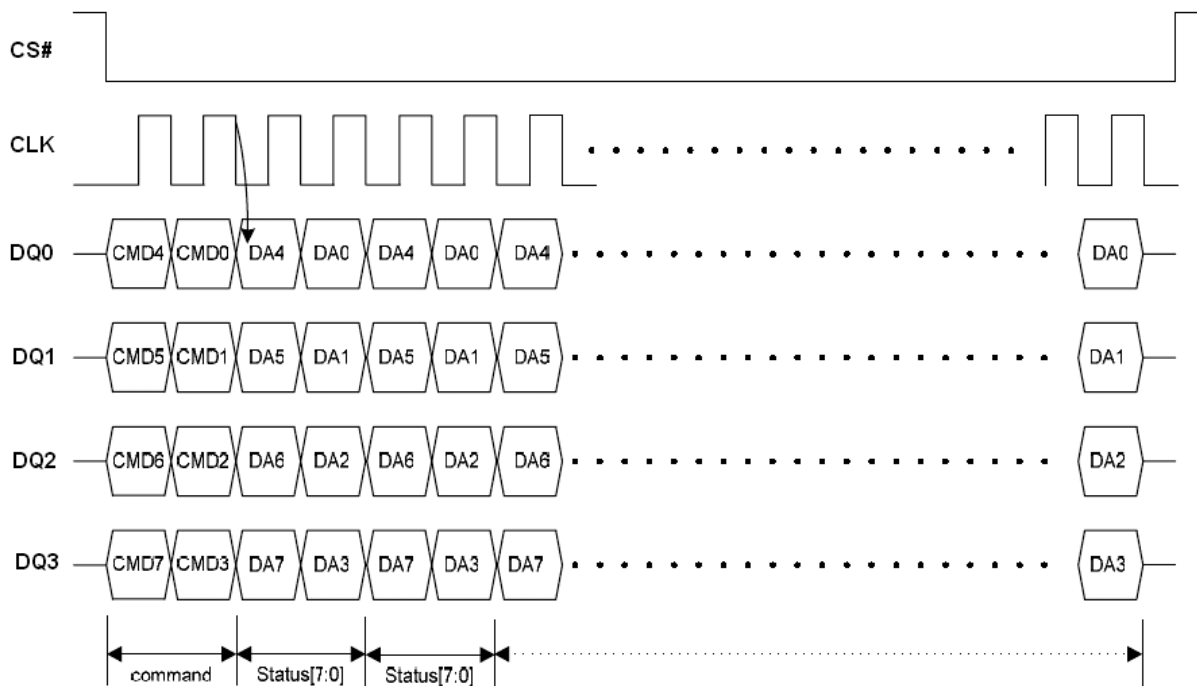 CS#
CLK
DQ0 CMD4 CMD0 DA4 DA0 DA4 DA0 DA4 DA0
DQ1 CMD5 CMD1 DA5 DA1 DA5 DA1 DA5 DA1
DQ2 CMD6 CMD2 DA6 DA2 DA6 DA2 DA6 DA2
DQ3 CMD7 CMD3 DA7 DA3 DA7 DA3 DA7 DA3
command Status[7:0] Status[7:0]